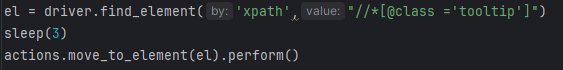 el = driver.find_element( by: 'xpath', value: "//*[@class ='tooltip']")
sleep(3)
actions.move_to_element(el).perform()